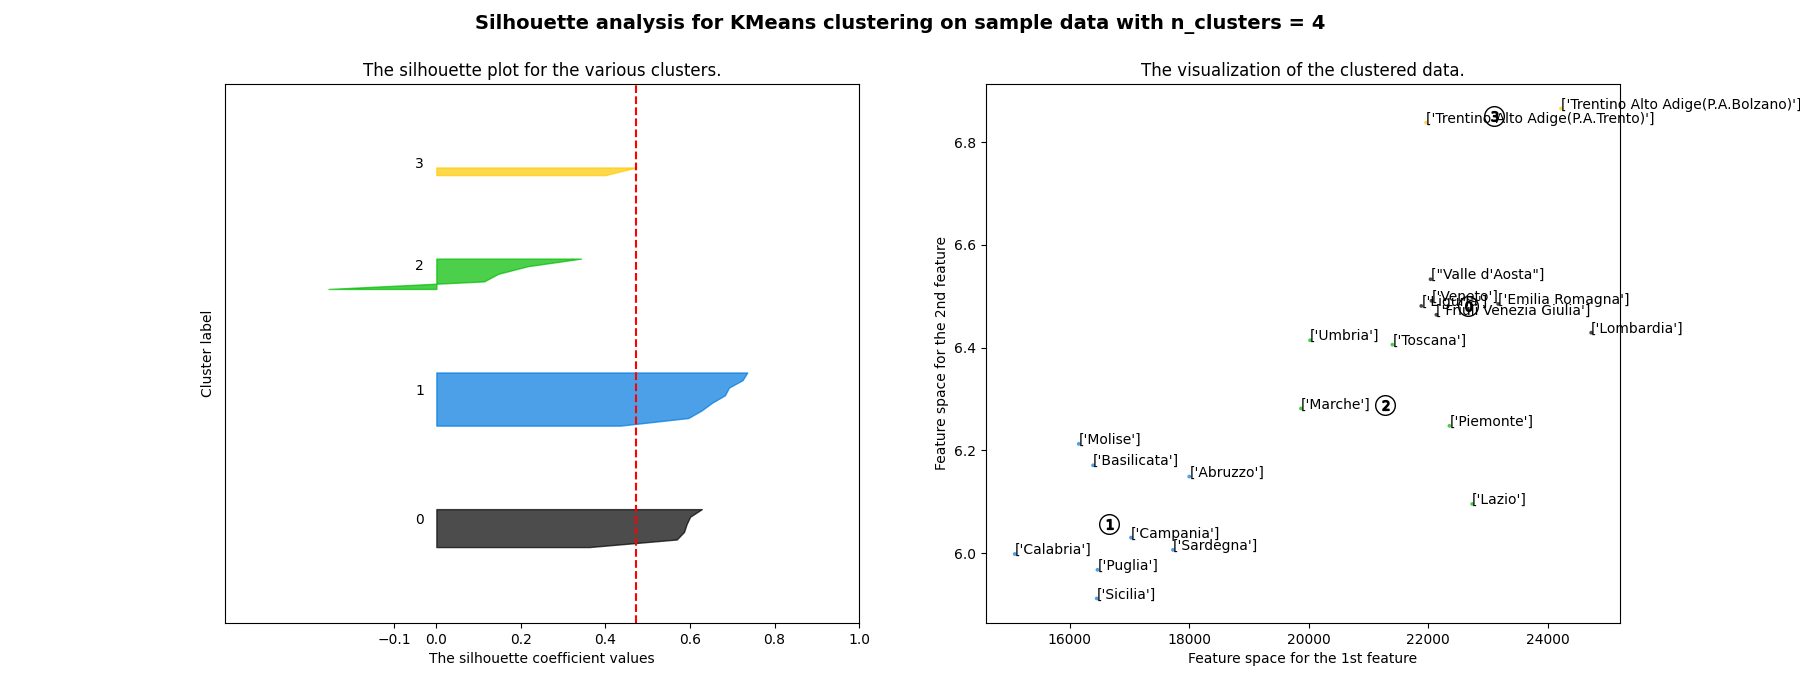 Silhouette analysis for KMeans clustering on sample data with n_clusters = 4
The silhouette plot for the various clusters.
3
2
1
0
Cluster label
−0.1 0.0 0.2 0.4 0.6 0.8 1.0
The silhouette coefficient values
The visualization of the clustered data.
6.8
6.6
6.4
6.2
6.0
Feature space for the 2nd feature
['Trentino Alto Adige(P.A.Bolzano)']
3
['Trentino Alto Adige(P.A.Trento)']
["Valle d'Aosta"]
['Veneto']
['Emilia Romagna']
['Liguria']
0
['Friuli Venezia Giulia']
['Lombardia']
['Umbria']
['Toscana']
['Marche']
2
['Piemonte']
['Molise']
['Basilicata']
['Abruzzo']
['Lazio']
1
['Campania']
['Sardegna']
['Calabria']
['Puglia']
['Sicilia']
16000 18000 20000 22000 24000
Feature space for the 1st feature